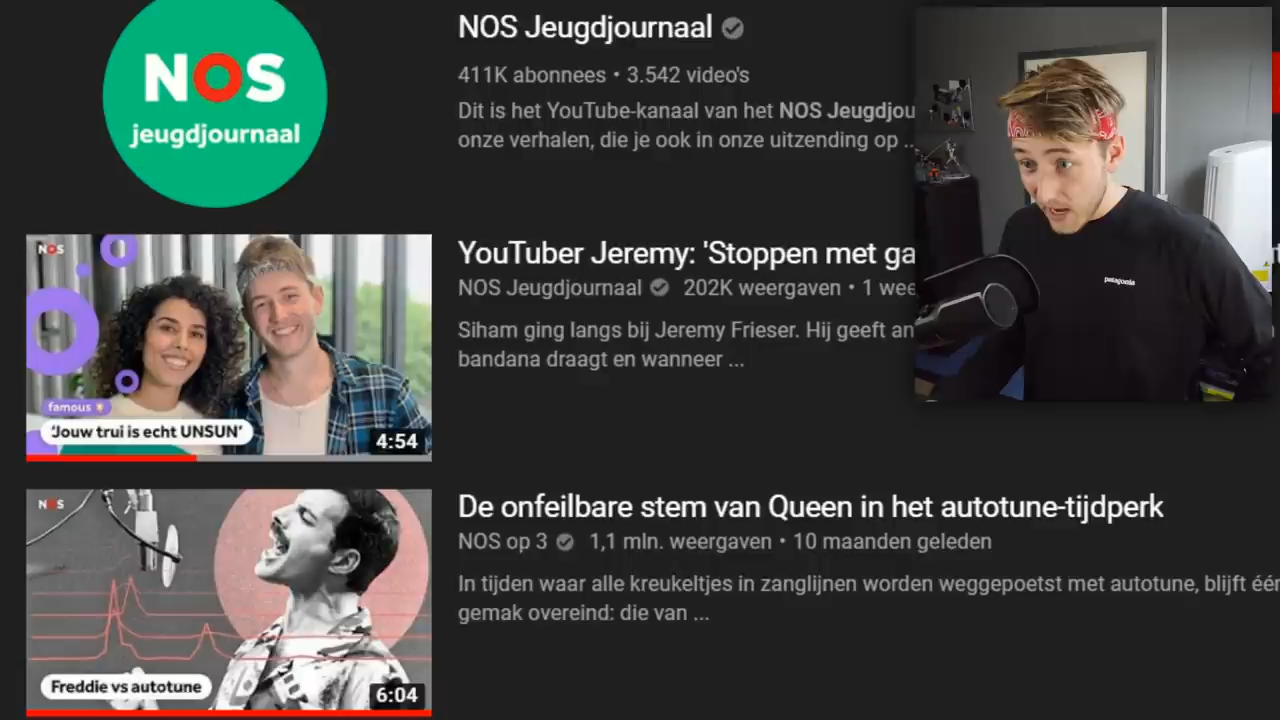 NOS
jeugdjournaal
NOS Jeugdjournaal
411K abonnees • 3.542 video's
Dit is het YouTube-kanaal van het NOS Jeugdjou
onze verhalen, die je ook in onze uitzending op ...
NOS
famous
'Jouw trui is echt UNSUN'
4:54
YouTuber Jeremy: 'Stoppen met ga
NOS Jeugdjournaal 202K weergaven • 1 wee
Siham ging langs bij Jeremy Frieser. Hij geeft an
bandana draagt en wanneer ...
patagonia
NOS
Freddie vs autotune
6:04
De onfeilbare stem van Queen in het autotune-tijdperk
NOS op 3 1,1 mln. weergaven • 10 maanden geleden
In tijden waar alle kreukeltjes in zanglijnen worden weggepoetst met autotune, blijft éér
gemak overeind: die van ...